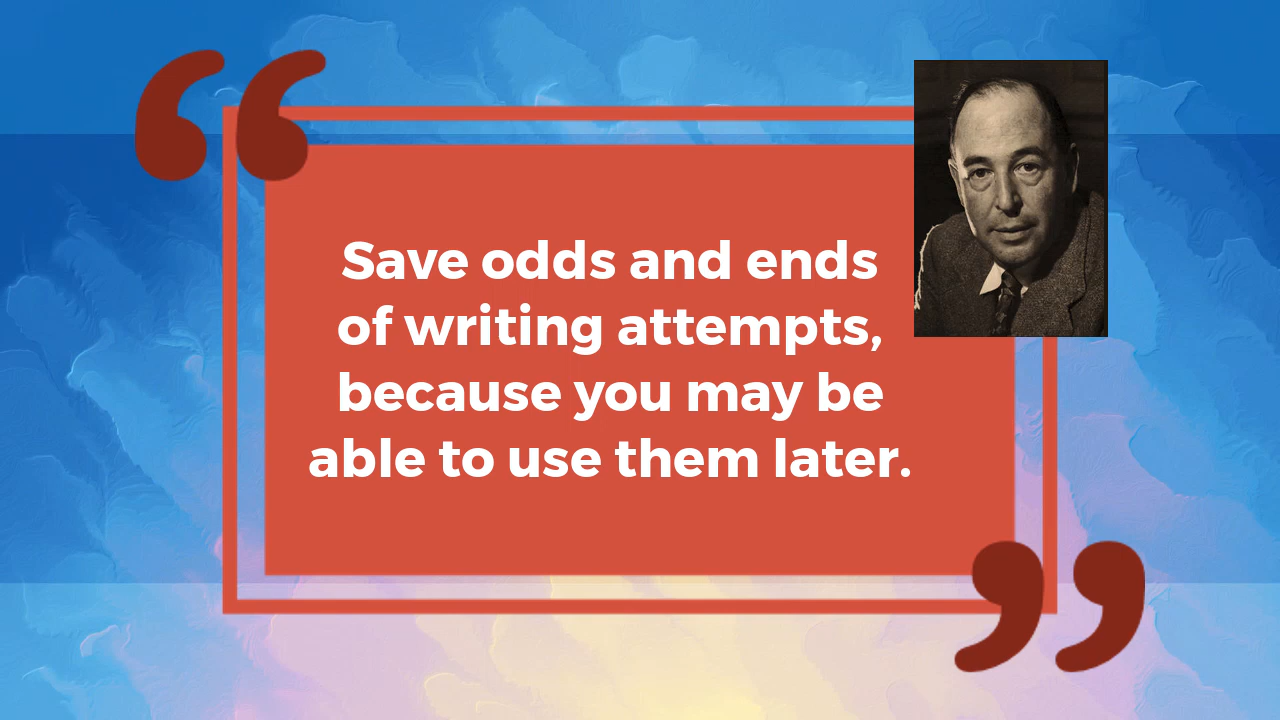 Save odds and ends
of writing attempts,
because you may be
able to use them later.